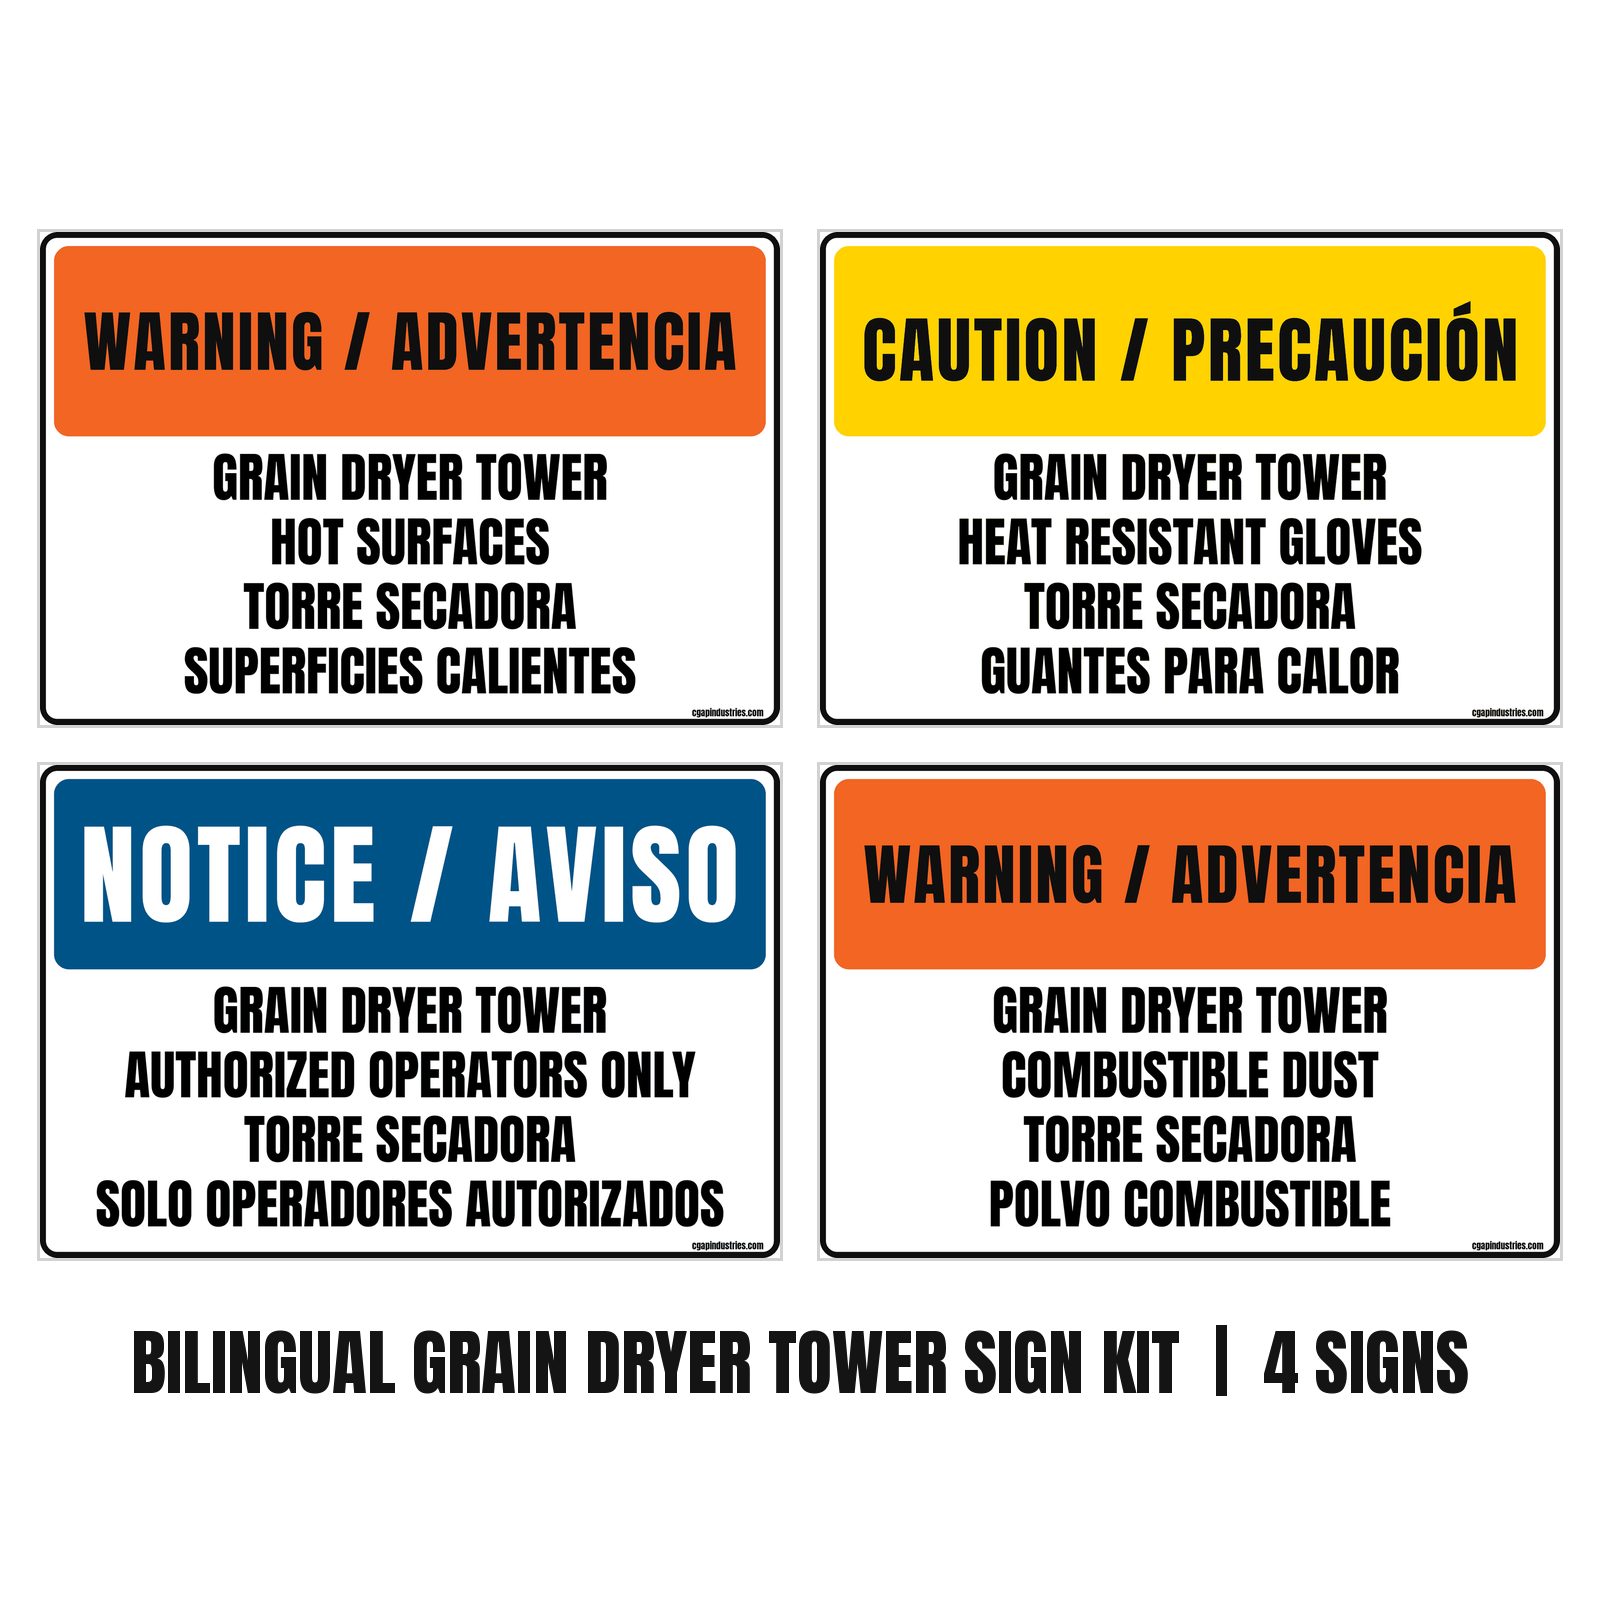 WARNING / ADVERTENCIA
GRAIN DRYER TOWER
HOT SURFACES
TORRE SECADORA
SUPERFICIES CALIENTES
cgapindustries.com
CAUTION / PRECAUCIÓN
GRAIN DRYER TOWER
HEAT RESISTANT GLOVES
TORRE SECADORA
GUANTES PARA CALOR
cgapindustries.com
NOTICE / AVISO
GRAIN DRYER TOWER
AUTHORIZED OPERATORS ONLY
TORRE SECADORA
SOLO OPERADORES AUTORIZADOS
cgapindustries.com
WARNING / ADVERTENCIA
GRAIN DRYER TOWER
COMBUSTIBLE DUST
TORRE SECADORA
POLVO COMBUSTIBLE
cgapindustries.com
BILINGUAL GRAIN DRYER TOWER SIGN KIT | 4 SIGNS